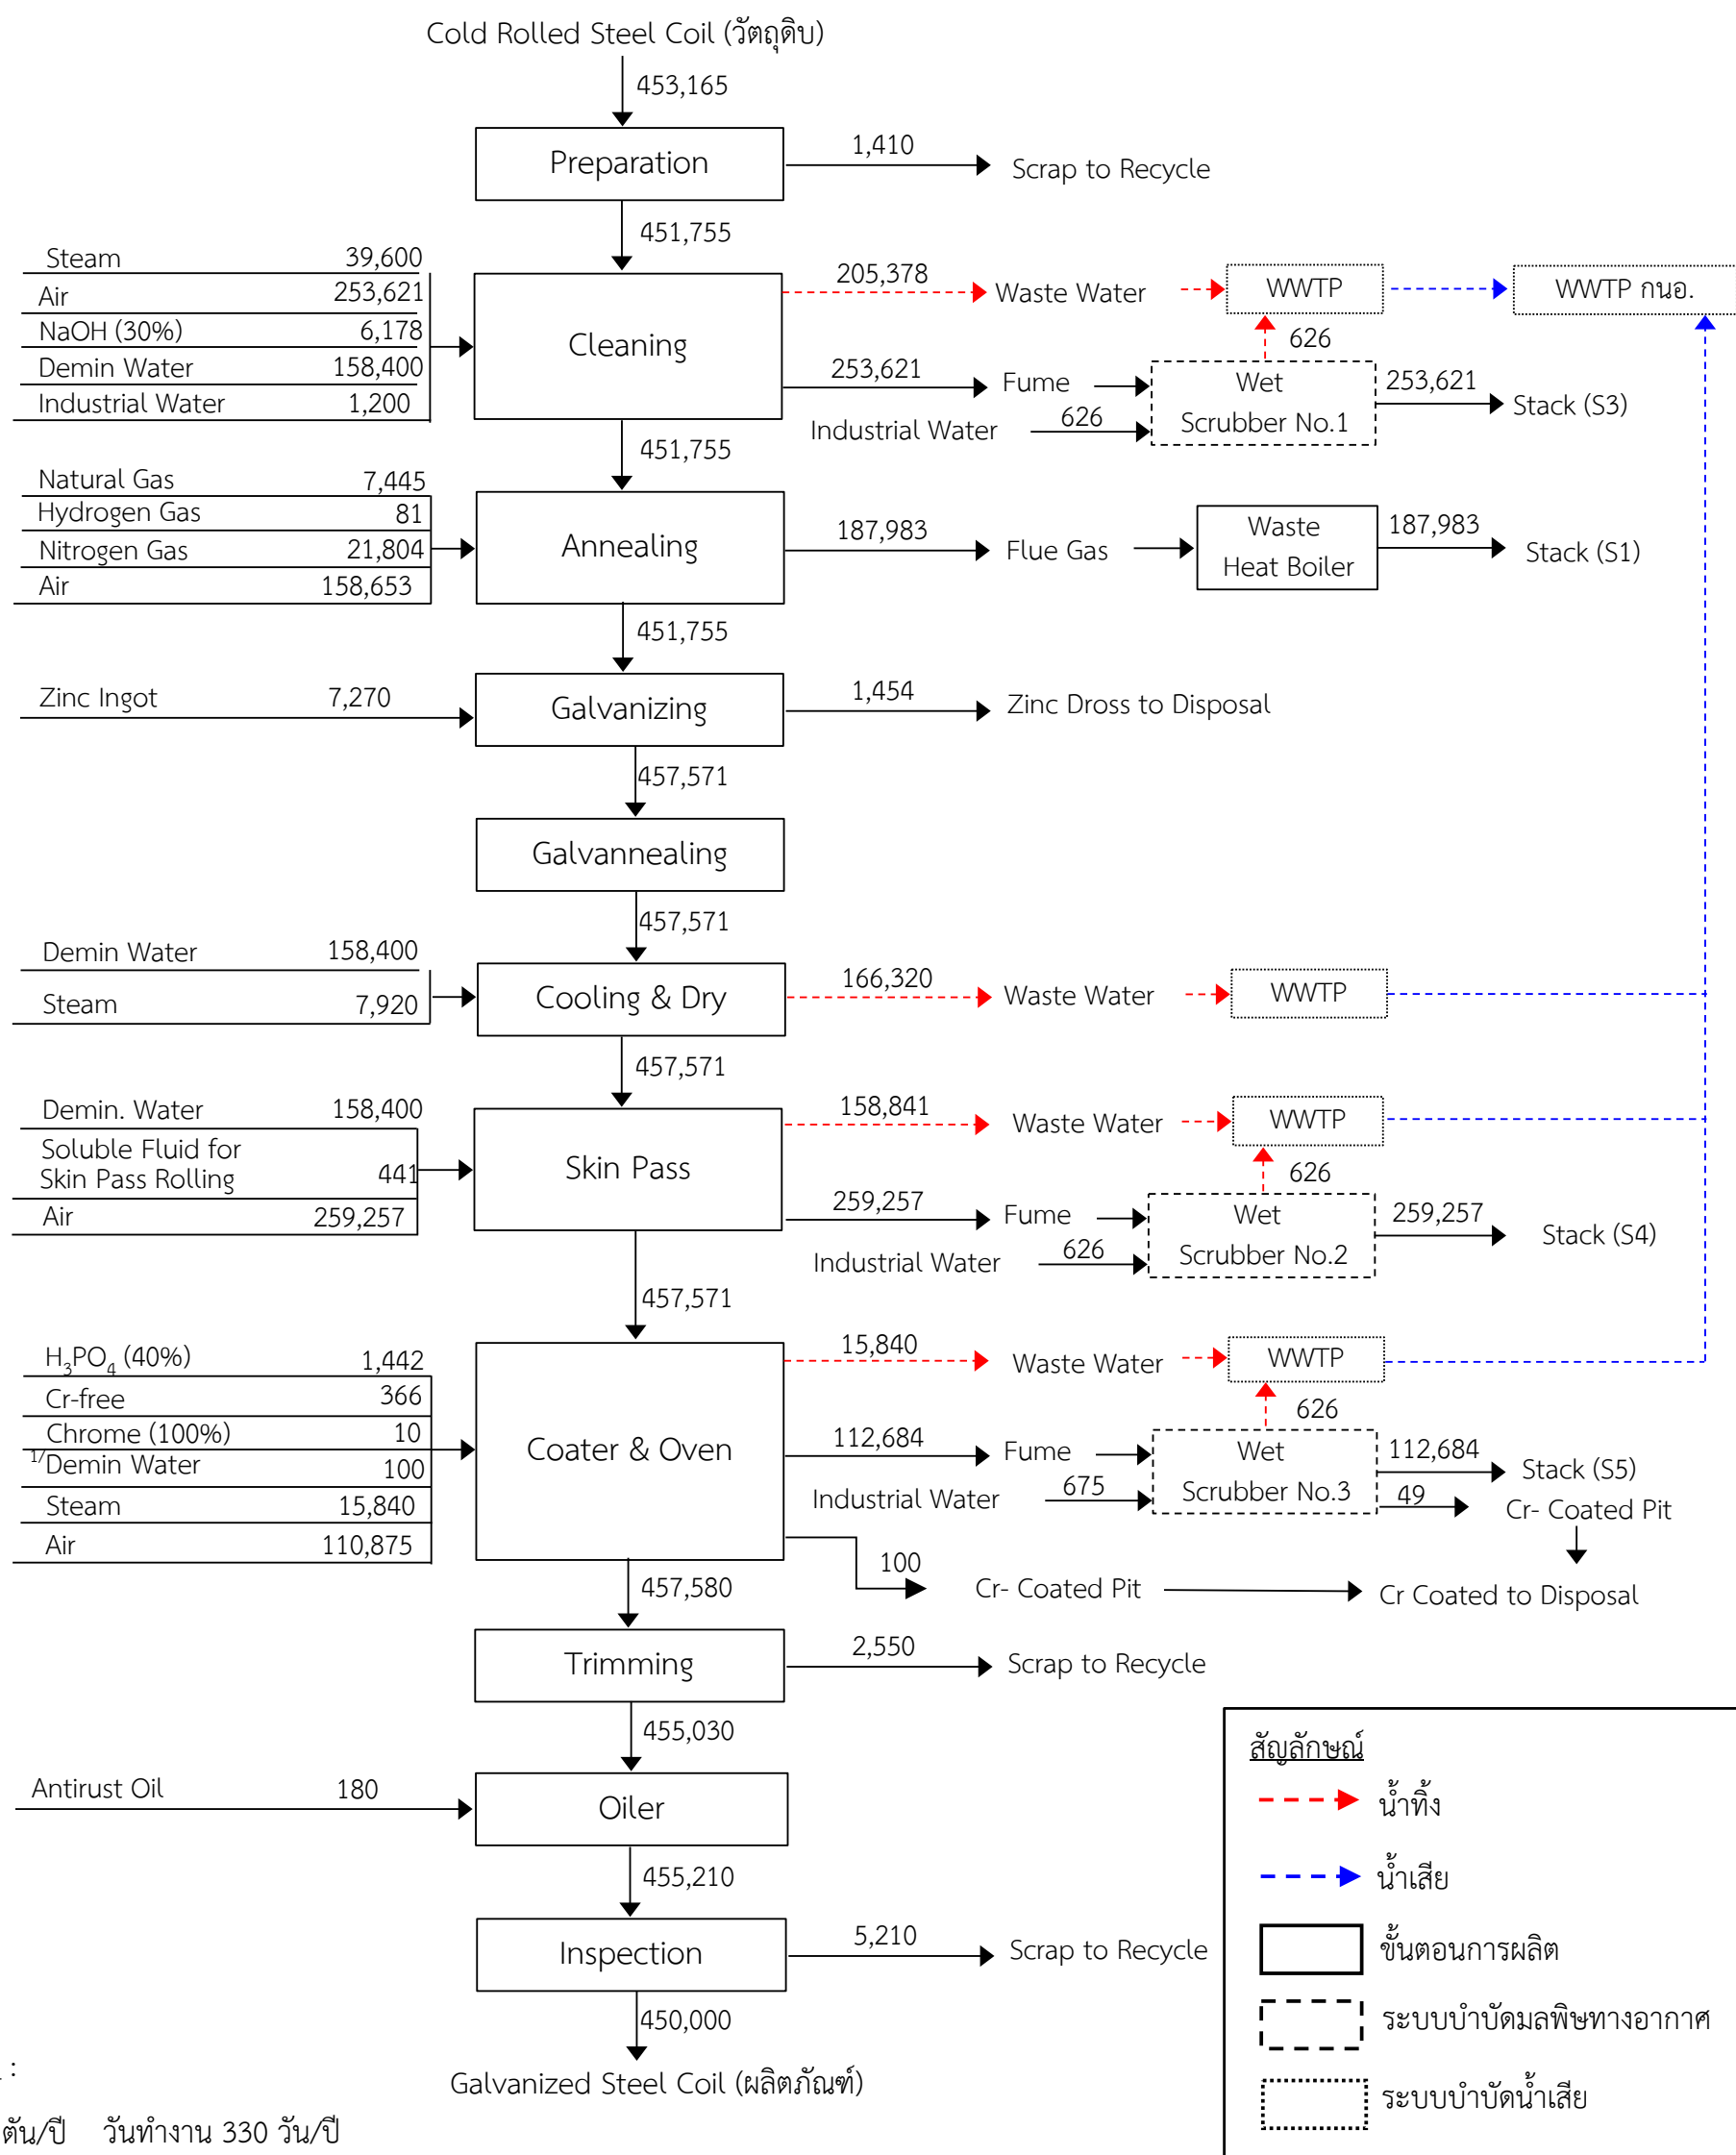 Cold Rolled Steel Coil (วัตถุดิบ)
453,165
Preparation
1,410
Scrap to Recycle
451,755
Steam 39,600
Air 253,621
NaOH (30%) 6,178
Demin Water 158,400
Industrial Water 1,200
Cleaning
205,378
Waste Water
WWTP
WWTP กนอ.
626
253,621
Fume
Industrial Water 626
Wet
Scrubber No.1
253,621
Stack (S3)
451,755
Natural Gas 7,445
Hydrogen Gas 81
Nitrogen Gas 21,804
Air 158,653
Annealing
187,983
Flue Gas
Waste
Heat Boiler
187,983
Stack (S1)
451,755
Zinc Ingot 7,270
Galvanizing
1,454
Zinc Dross to Disposal
457,571
Galvannealing
457,571
Demin Water 158,400
Steam 7,920
Cooling & Dry
166,320
Waste Water
WWTP
457,571
Demin. Water 158,400
Soluble Fluid for
Skin Pass Rolling 441
Air 259,257
Skin Pass
158,841
Waste Water
WWTP
626
259,257
Fume
Industrial Water 626
Wet
Scrubber No.2
259,257
Stack (S4)
457,571
H₃PO₄ (40%) 1,442
Cr-free 366
Chrome (100%) 10
¹/Demin Water 100
Steam 15,840
Air 110,875
Coater & Oven
15,840
Waste Water
WWTP
626
112,684
Fume
Industrial Water 675
Wet
Scrubber No.3
112,684
Stack (S5)
49
Cr- Coated Pit
100
Cr- Coated Pit
Cr Coated to Disposal
457,580
Trimming
2,550
Scrap to Recycle
455,030
Antirust Oil 180
Oiler
455,210
Inspection
5,210
Scrap to Recycle
450,000
Galvanized Steel Coil (ผลิตภัณฑ์)
:
ตัน/ปี วันทำงาน 330 วัน/ปี
สัญลักษณ์
น้ำทิ้ง
น้ำเสีย
ขั้นตอนการผลิต
ระบบบำบัดมลพิษทางอากาศ
ระบบบำบัดน้ำเสีย